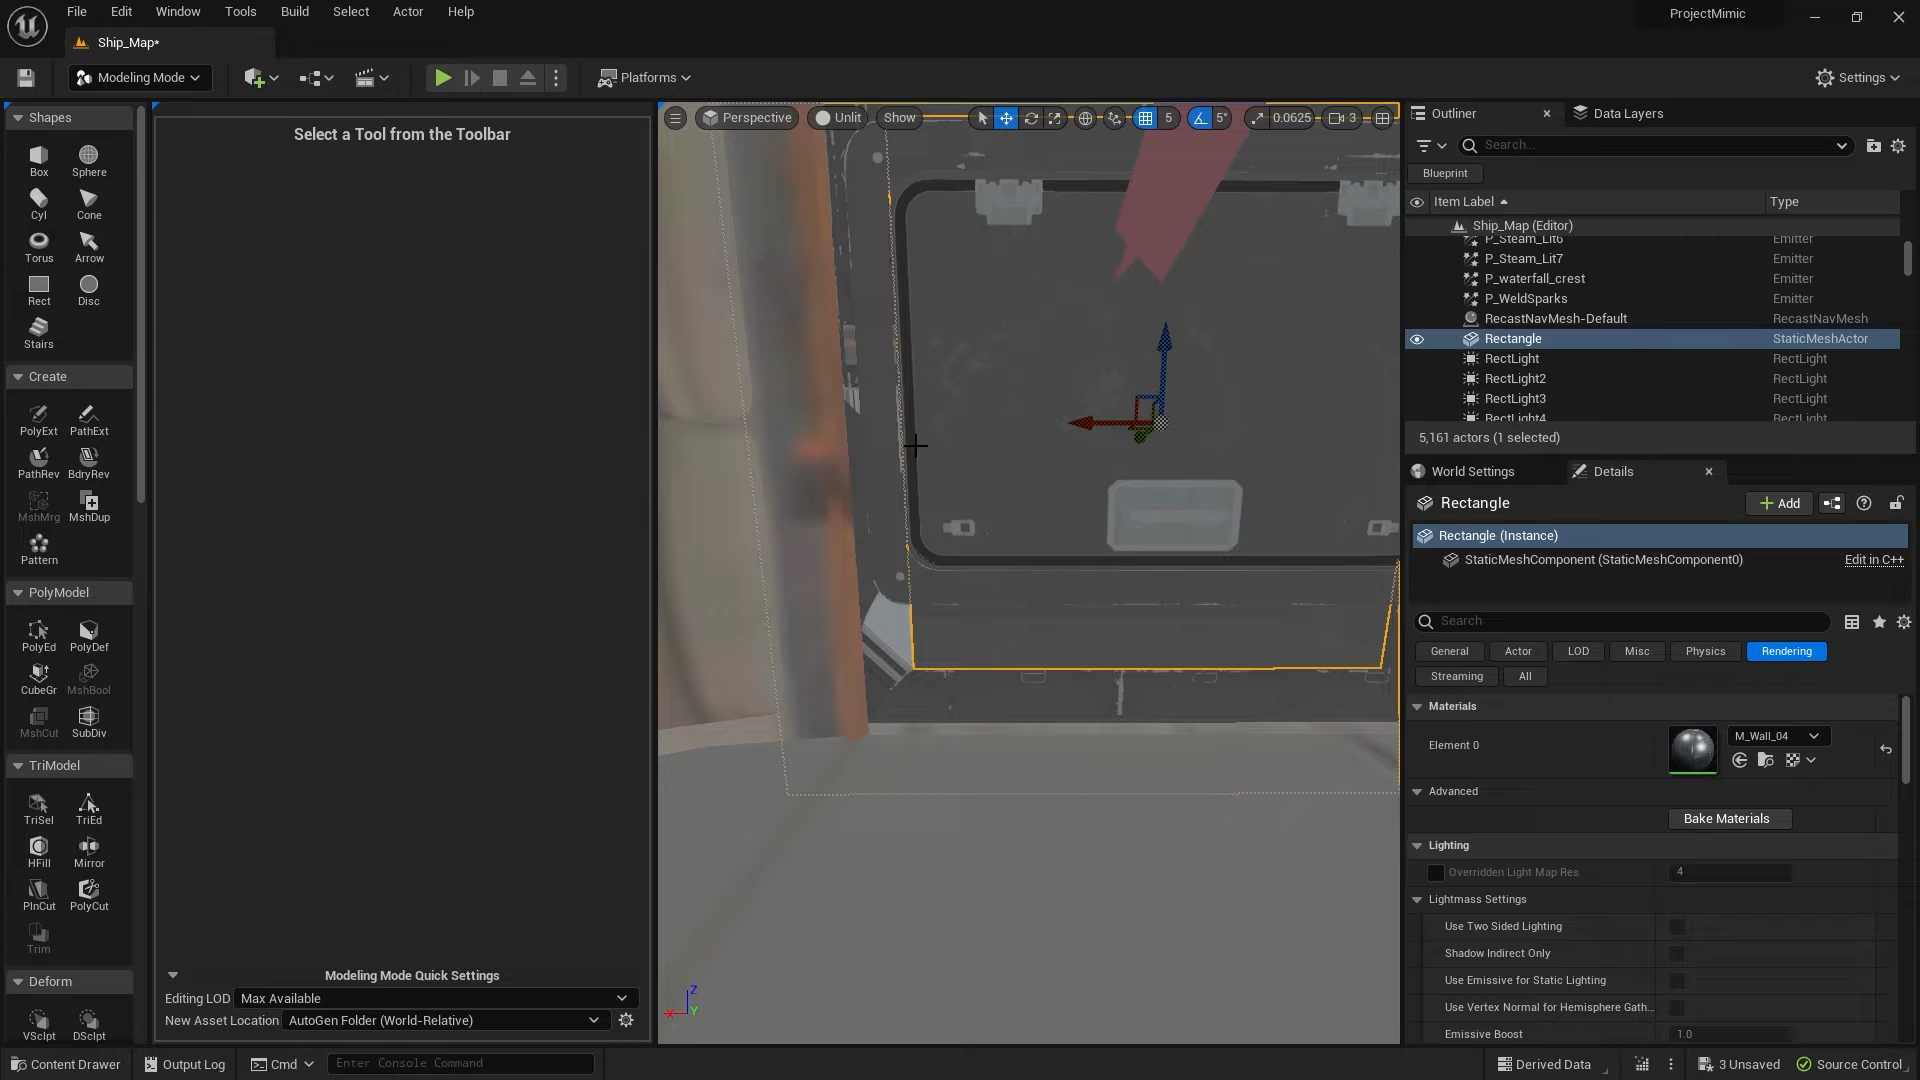 File Edit Window Tools Build Select Actor Help
ProjectMimic
Ship_Map*
Modeling Mode
Platforms
Settings
Shapes
Box Sphere
Cyl Cone
Torus Arrow
Rect Disc
Stairs
Create
PolyExt PathExt
PathRev BdryRev
MshMrg MshDup
Pattern
PolyModel
PolyEd PolyDef
CubeGr MshBool
MshCut SubDiv
TriModel
TriSel TriEd
HFill Mirror
PlnCut PolyCut
Trim
Deform
VSclpt DSclpt
Select a Tool from the Toolbar
Modeling Mode Quick Settings
Editing LOD Max Available
New Asset Location AutoGen Folder (World-Relative)
Perspective Unlit Show 5 5° 0.0625 3
Z
X Y
Outliner Data Layers
Search...
Blueprint
Item Label Type
Ship_Map (Editor)
P_Steam_Lit6 Emitter
P_Steam_Lit7 Emitter
P_waterfall_crest Emitter
P_WeldSparks Emitter
RecastNavMesh-Default RecastNavMesh
Rectangle StaticMeshActor
RectLight RectLight
RectLight2 RectLight
RectLight3 RectLight
RectLight4 RectLight
5,161 actors (1 selected)
World Settings Details
Rectangle Add
Rectangle (Instance)
StaticMeshComponent (StaticMeshComponent0) Edit in C++
Search
General Actor LOD Misc Physics Rendering
Streaming All
Materials
Element 0 M_Wall_04
Advanced
Bake Materials
Lighting
Overridden Light Map Res 4
Lightmass Settings
Use Two Sided Lighting
Shadow Indirect Only
Use Emissive for Static Lighting
Use Vertex Normal for Hemisphere Gath...
Emissive Boost 1.0
Content Drawer Output Log Cmd Enter Console Command
Derived Data 3 Unsaved Source Control